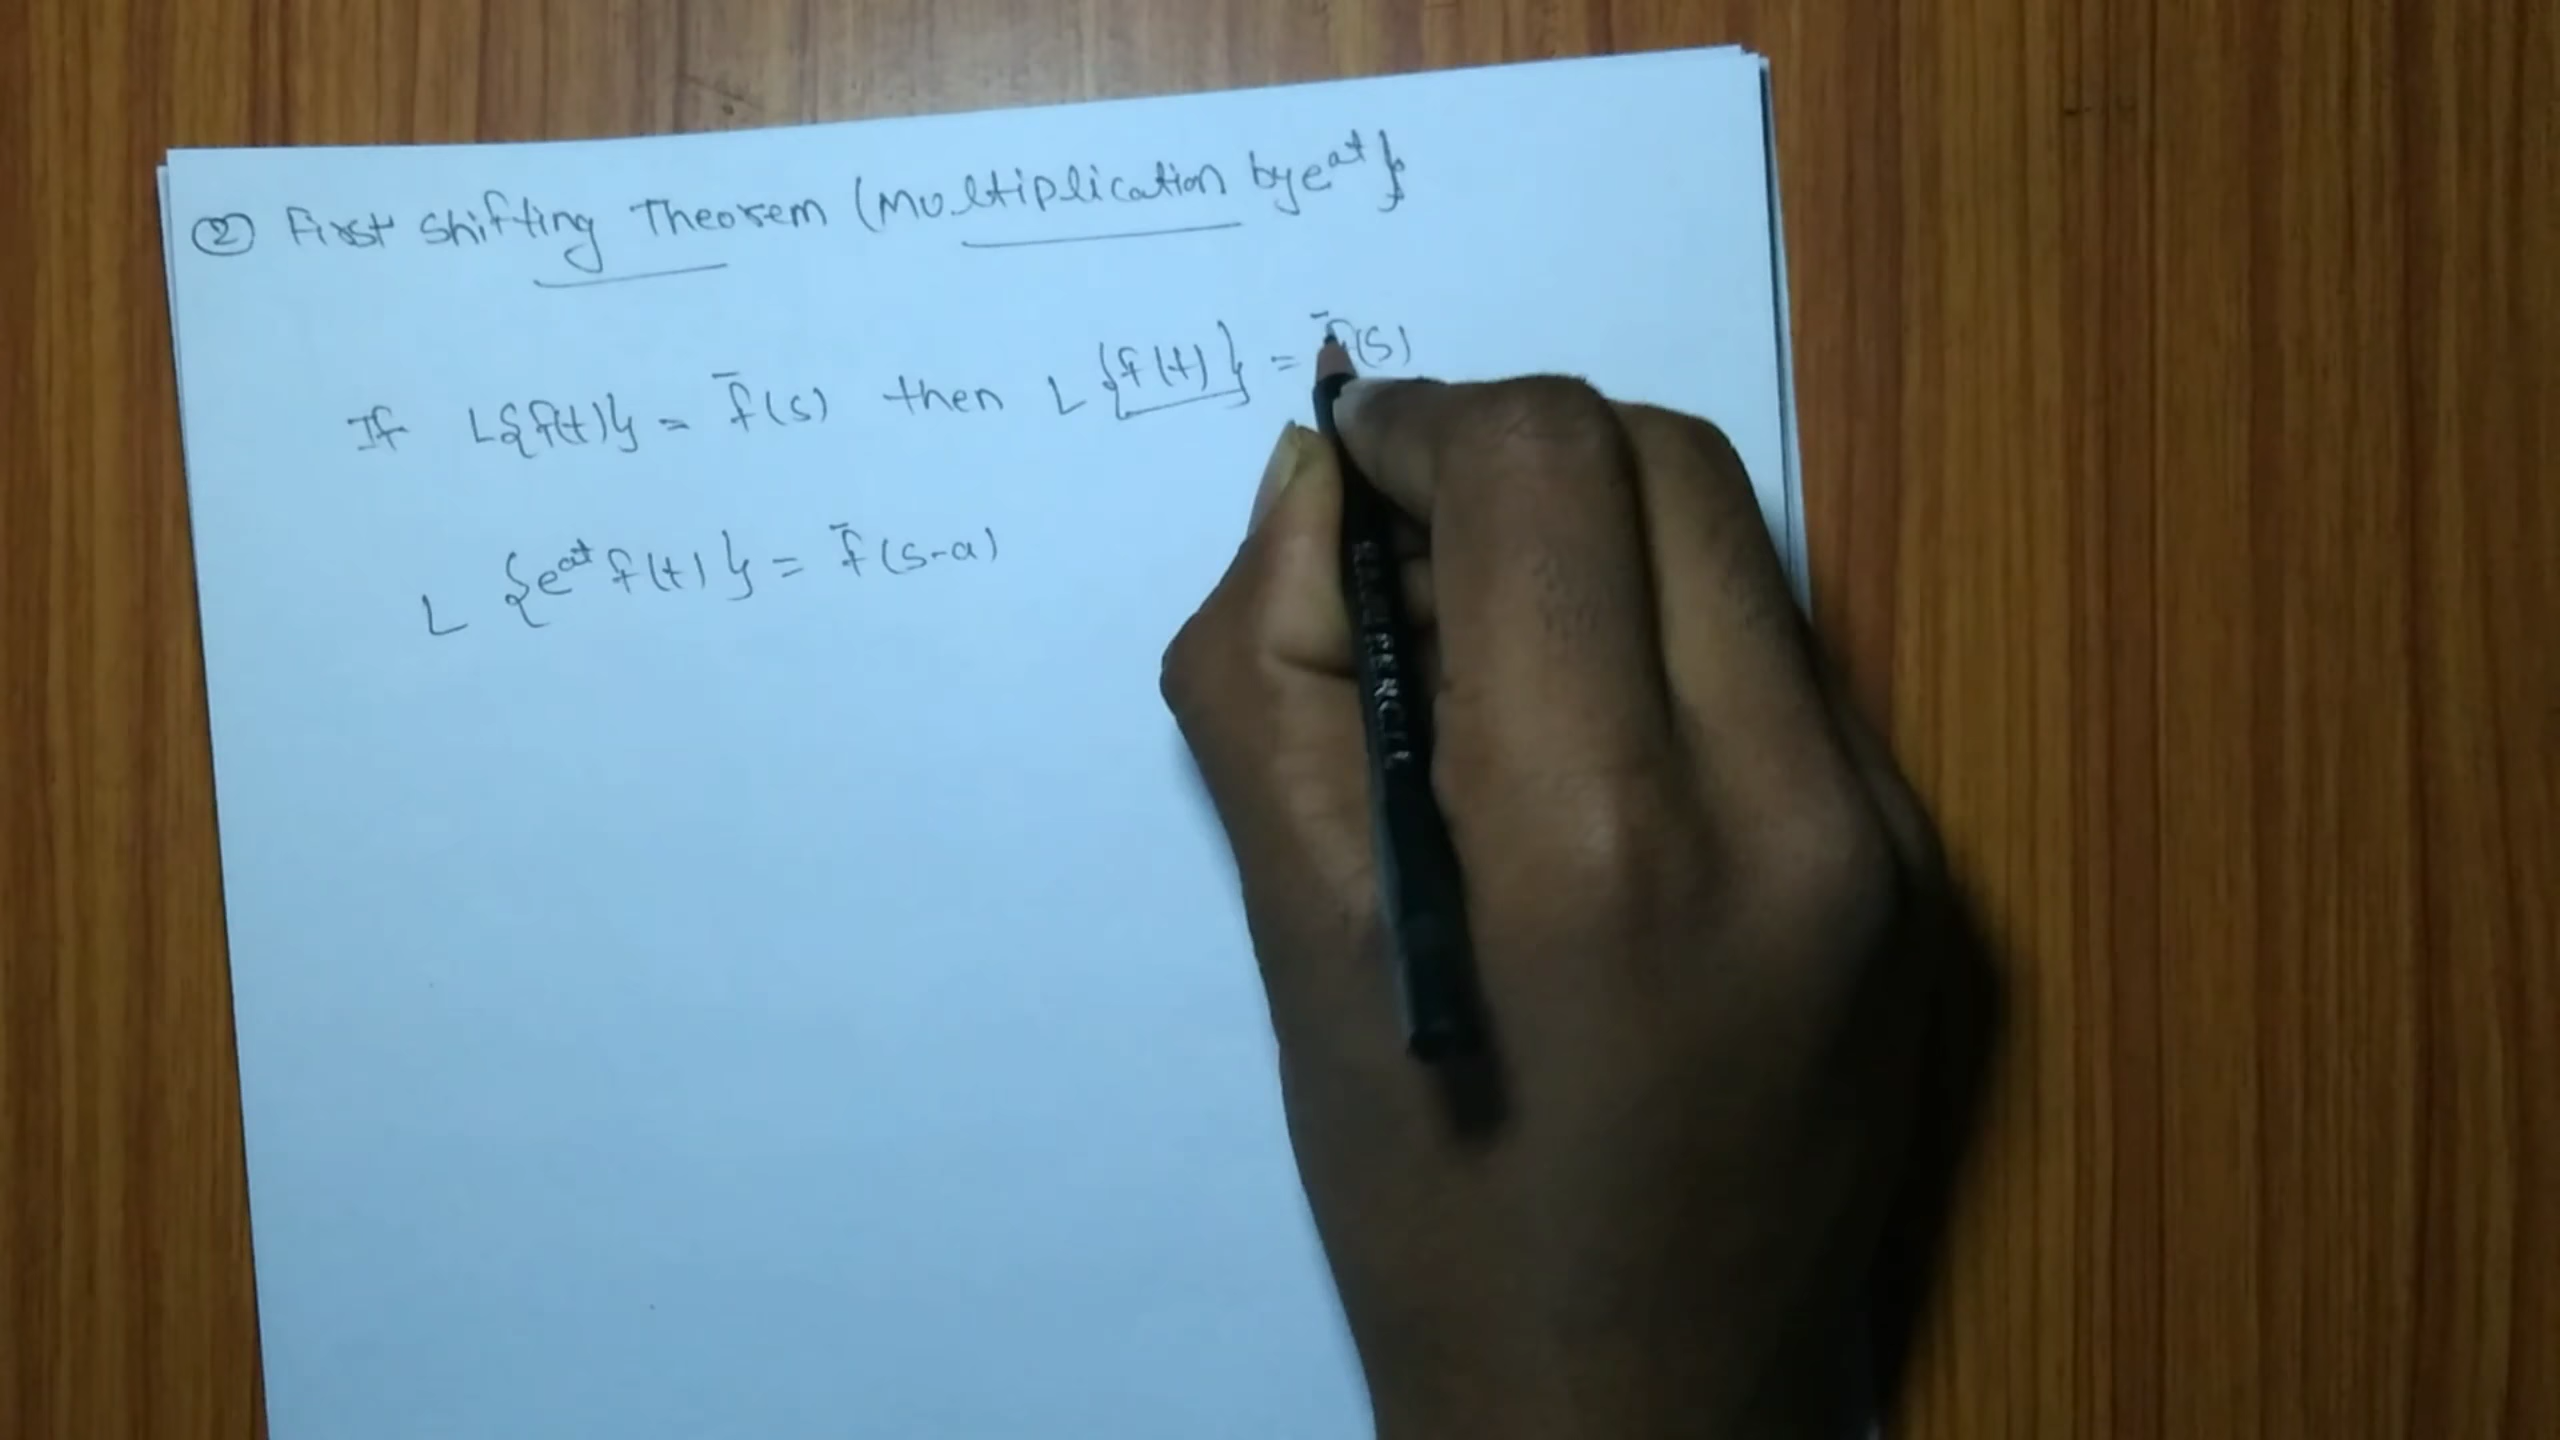 ② First Shifting Theorem (Multiplication by e^at}
If L{f(t)} = f̄(s) then L {f(t)} = f̄(s)
L {e^at f(t)} = f̄(s-a)